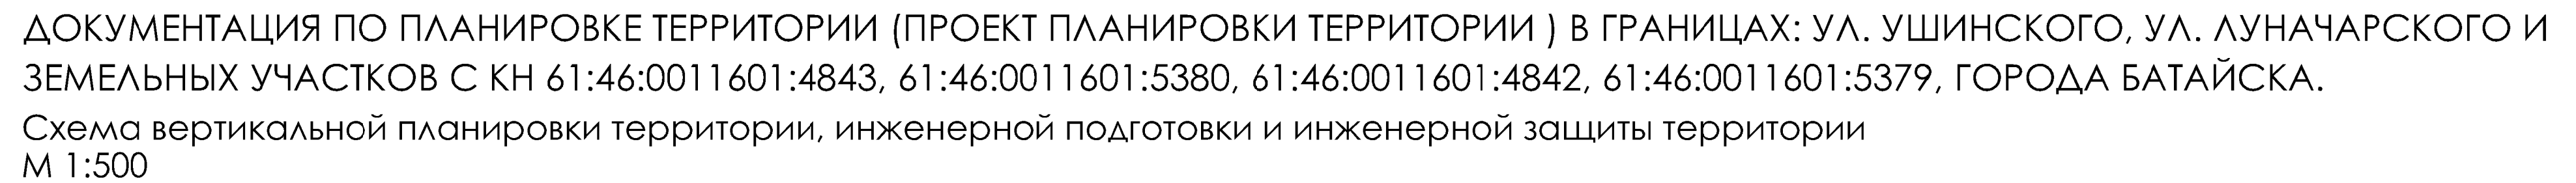 ДОКУМЕНТАЦИЯ ПО ПЛАНИРОВКЕ ТЕРРИТОРИИ (ПРОЕКТ ПЛАНИРОВКИ ТЕРРИТОРИИ ) В ГРАНИЦАХ: УЛ. УШИНСКОГО, УЛ. ЛУНАЧАРСКОГО И
ЗЕМЕЛЬНЫХ УЧАСТКОВ С КН 61:46:0011601:4843, 61:46:0011601:5380, 61:46:0011601:4842, 61:46:0011601:5379, ГОРОДА БАТАЙСКА.
Схема вертикальной планировки территории, инженерной подготовки и инженерной защиты территории
М 1:500